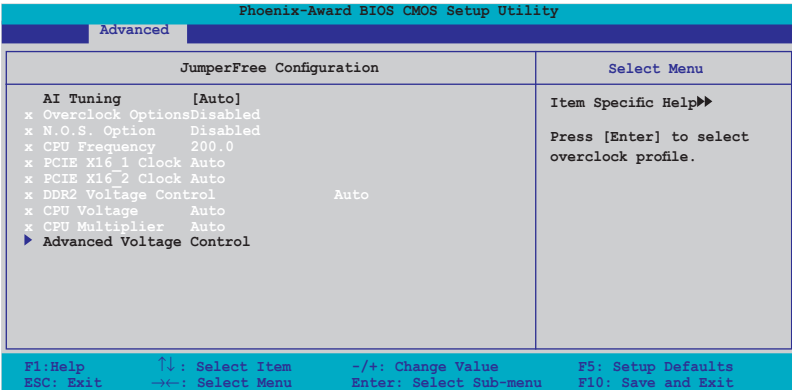 Phoenix-Award BIOS CMOS Setup Utility
Advanced
JumperFree Configuration
Select Menu
AI Tuning [Auto]
x Overclock OptionsDisabled
x N.O.S. Option Disabled
x CPU Frequency 200.0
x PCIE X16_1 Clock Auto
x PCIE X16_2 Clock Auto
x DDR2 Voltage Control Auto
x CPU Voltage Auto
x CPU Multiplier Auto
Advanced Voltage Control
Item Specific Help
Press [Enter] to select
overclock profile.
F1:Help ↑↓: Select Item -/+: Change Value F5: Setup Defaults
ESC: Exit →←: Select Menu Enter: Select Sub-menu F10: Save and Exit